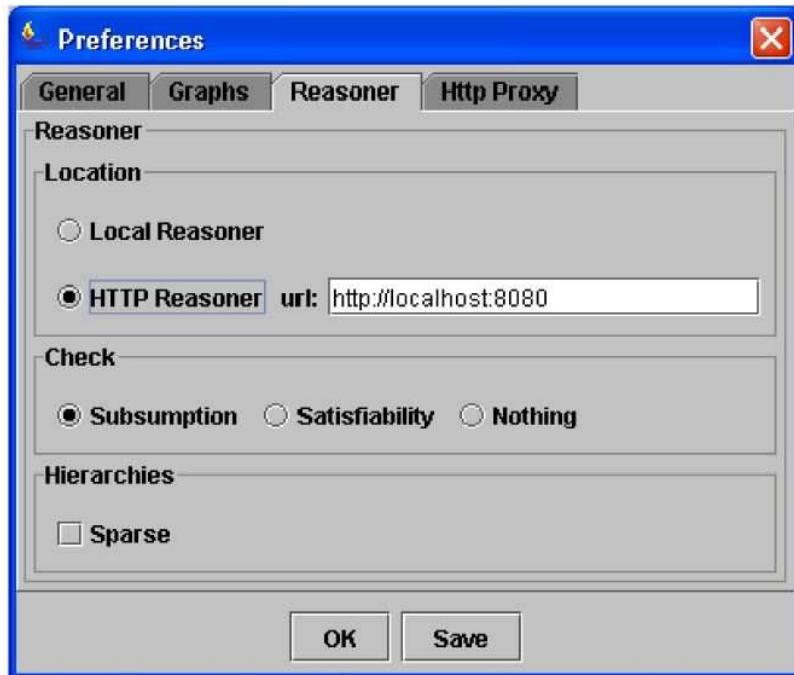 Preferences
General Graphs Reasoner Http Proxy
Reasoner
Location
Local Reasoner
HTTP Reasoner url: http://localhost:8080
Check
Subsumption Satisfiability Nothing
Hierarchies
Sparse
OK Save